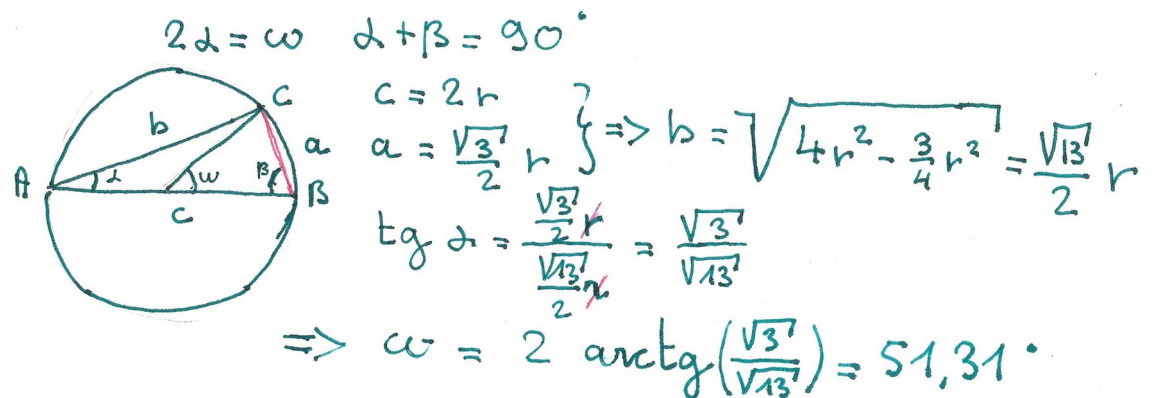 2α = ω   α + β = 90°
c = 2r
a = √3/2 r } => b = √(4r² - 3/4 r²) = √13/2 r
A b C a α ω β B c
tg α = (√3/2 r)/(√13/2 r) = √3/√13
=> ω = 2 arctg(√3/√13) = 51,31°